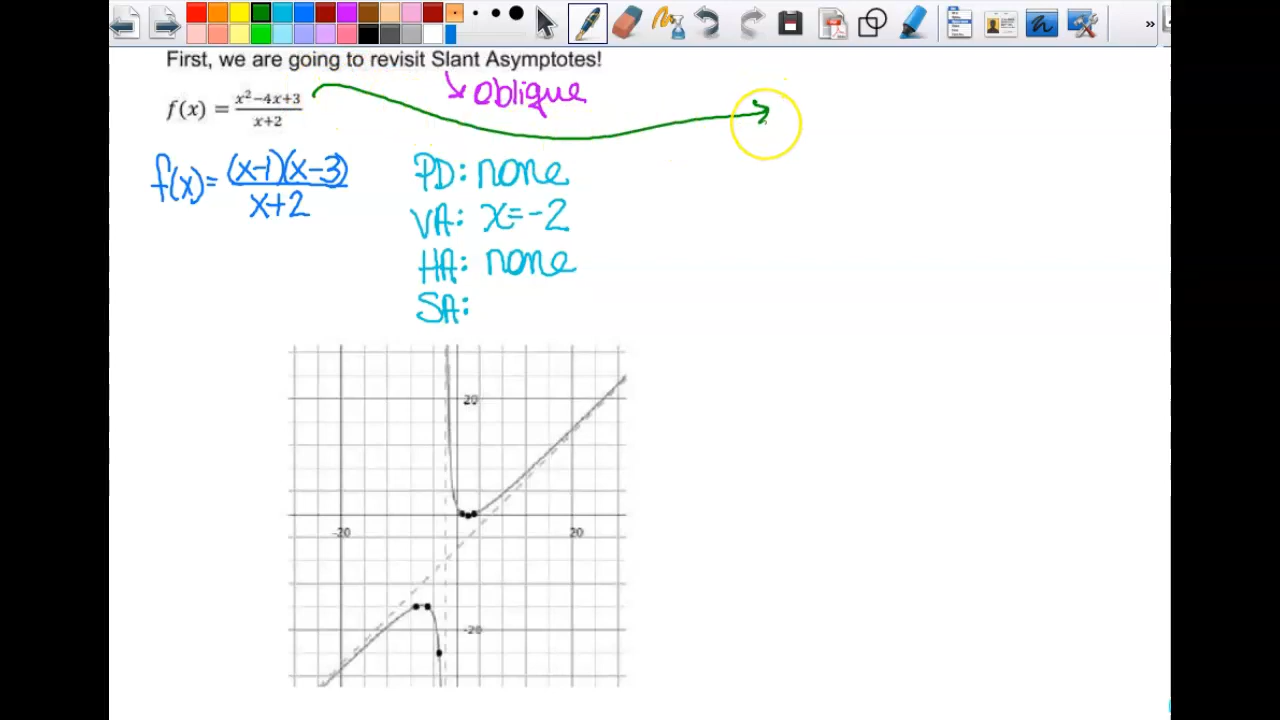 First, we are going to revisit Slant Asymptotes!
↘ oblique
f(x) = x²−4x+3 / x+2
f(x) = (x-1)(x-3) / x+2
PD: none
VA: x=-2
HA: none
SA:
20
-20 20
-20